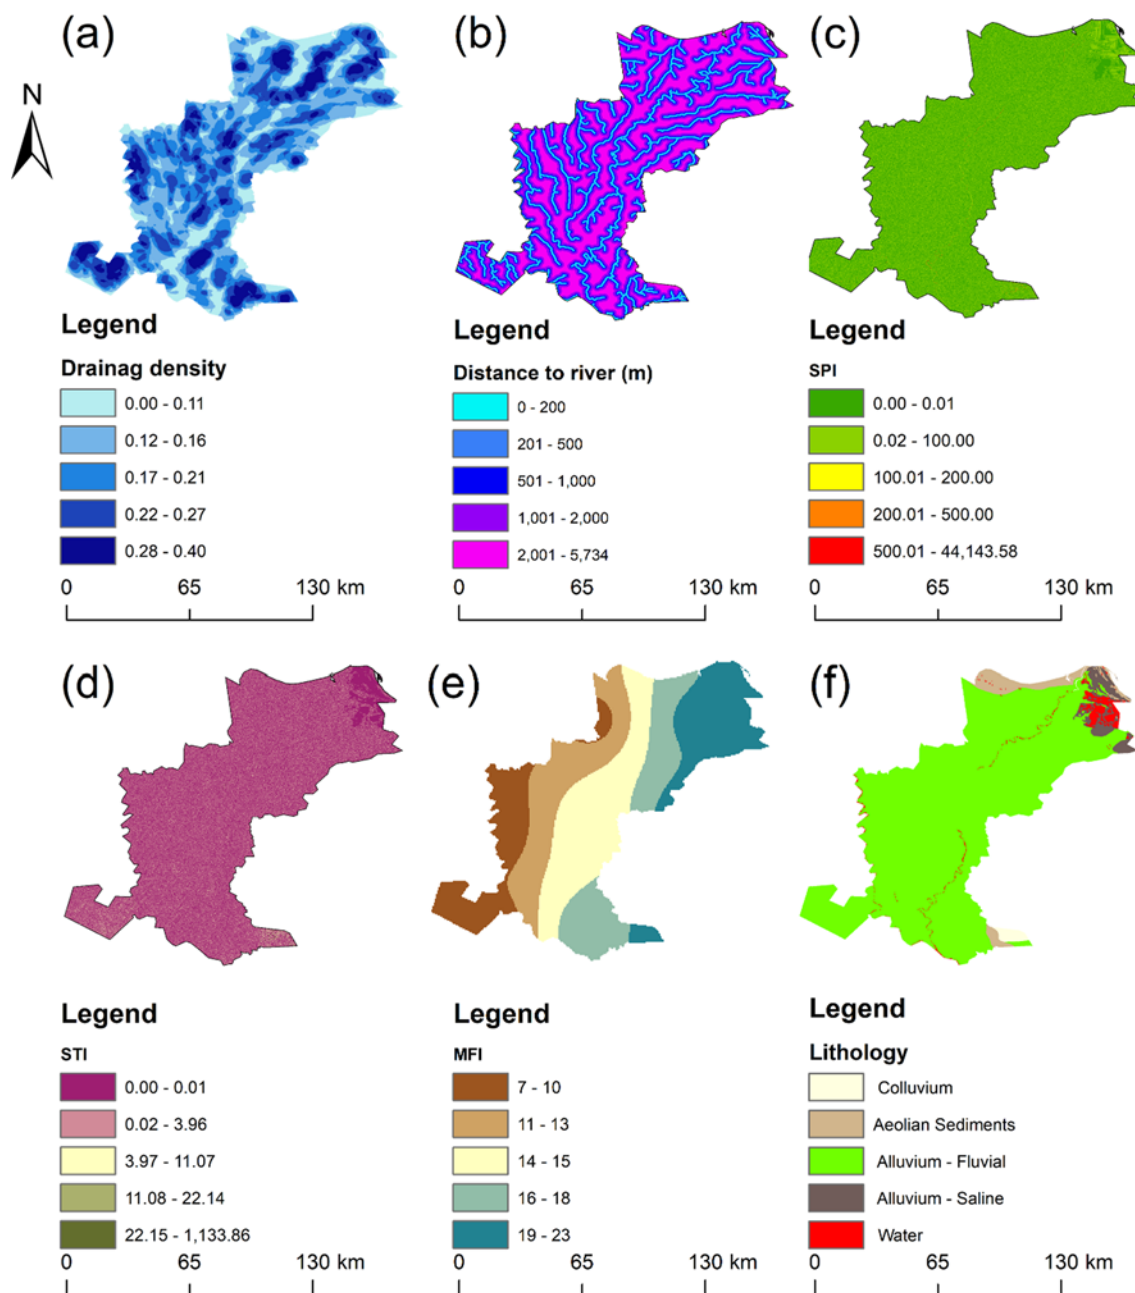 (a)
(b)
(c)
N
Legend
Drainag density
0.00 - 0.11
0.12 - 0.16
0.17 - 0.21
0.22 - 0.27
0.28 - 0.40
0 65 130 km
Legend
Distance to river (m)
0 - 200
201 - 500
501 - 1,000
1,001 - 2,000
2,001 - 5,734
0 65 130 km
Legend
SPI
0.00 - 0.01
0.02 - 100.00
100.01 - 200.00
200.01 - 500.00
500.01 - 44,143.58
0 65 130 km
(d)
(e)
(f)
Legend
STI
0.00 - 0.01
0.02 - 3.96
3.97 - 11.07
11.08 - 22.14
22.15 - 1,133.86
0 65 130 km
Legend
MFI
7 - 10
11 - 13
14 - 15
16 - 18
19 - 23
0 65 130 km
Legend
Lithology
Colluvium
Aeolian Sediments
Alluvium - Fluvial
Alluvium - Saline
Water
0 65 130 km